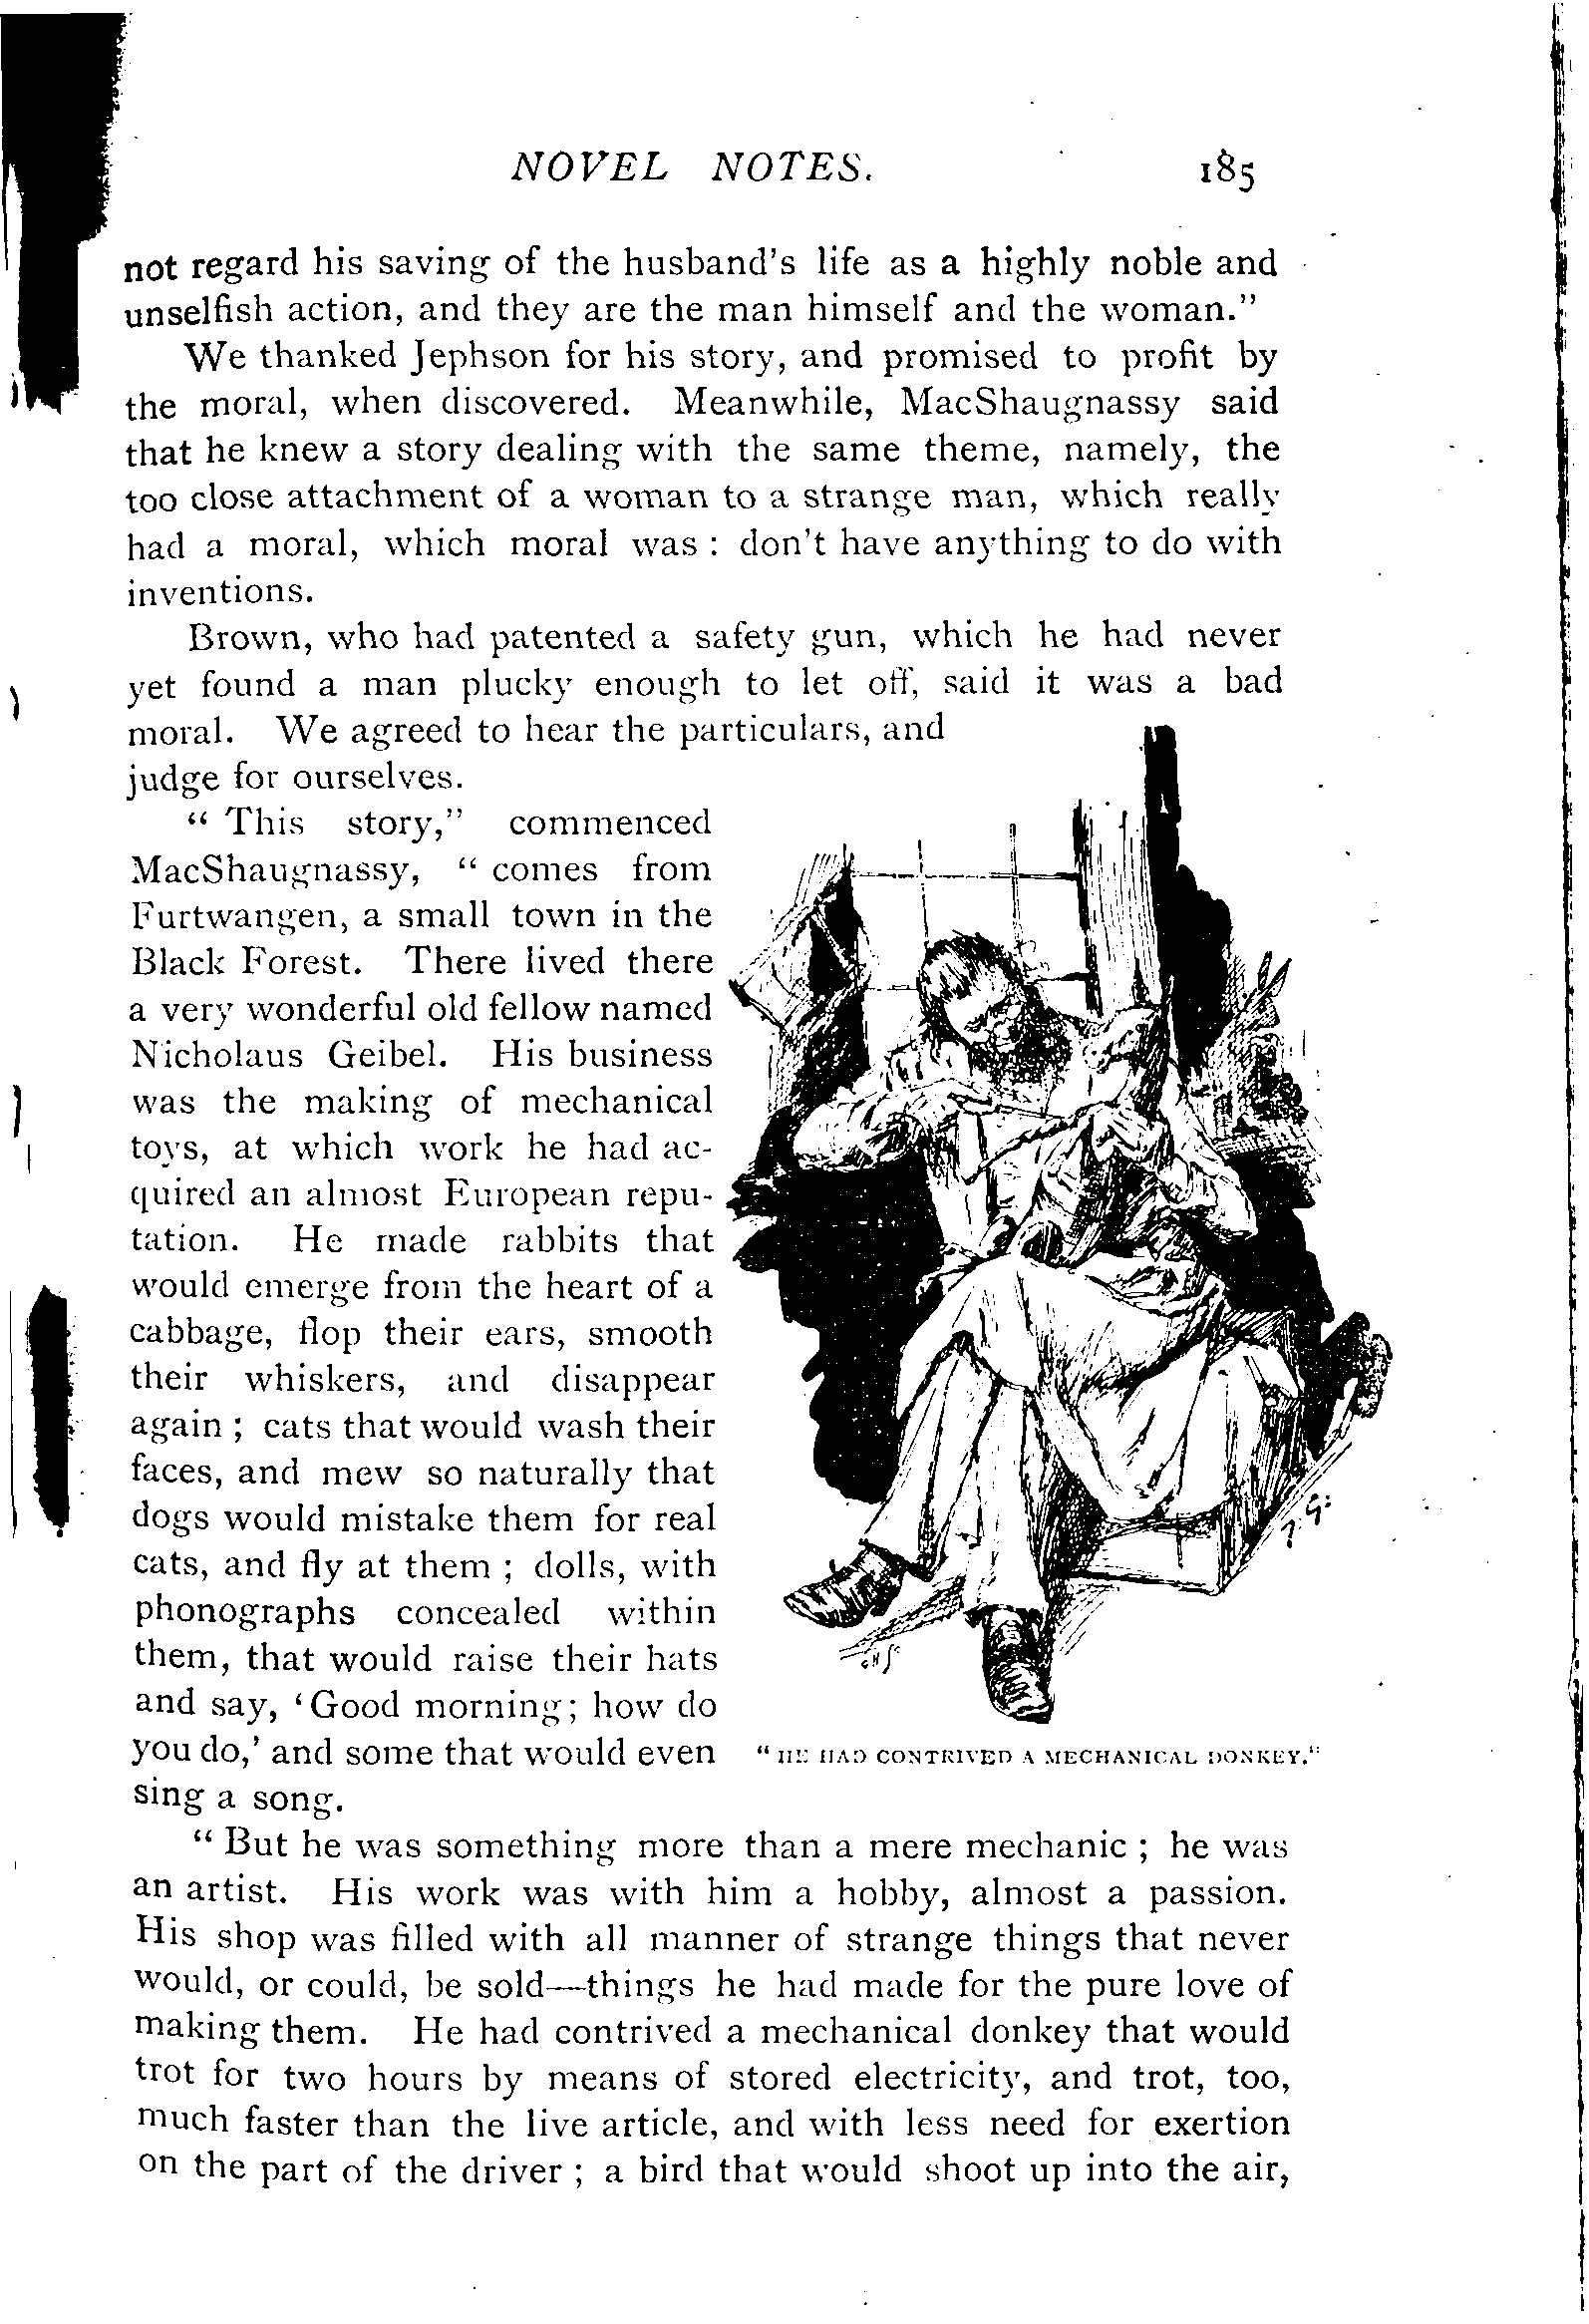 NOVEL NOTES. 185
not regard his saving of the husband's life as a highly noble and
unselfish action, and they are the man himself and the woman."
We thanked Jephson for his story, and promised to profit by
the moral, when discovered. Meanwhile, MacShaugnassy said
that he knew a story dealing with the same theme, namely, the
too close attachment of a woman to a strange man, which really
had a moral, which moral was : don't have anything to do with
inventions.
Brown, who had patented a safety gun, which he had never
yet found a man plucky enough to let off, said it was a bad
moral. We agreed to hear the particulars, and
judge for ourselves.
" This story," commenced
MacShaugnassy, " comes from
Furtwangen, a small town in the
Black Forest. There lived there
a very wonderful old fellow named
Nicholaus Geibel. His business
was the making of mechanical
toys, at which work he had ac-
quired an almost European repu-
tation. He made rabbits that
would emerge from the heart of a
cabbage, flop their ears, smooth
their whiskers, and disappear
again ; cats that would wash their
faces, and mew so naturally that
dogs would mistake them for real
cats, and fly at them ; dolls, with
phonographs concealed within
them, that would raise their hats
and say, 'Good morning; how do
you do,' and some that would even
sing a song.
J. G.
"HE HAD CONTRIVED A MECHANICAL DONKEY."
" But he was something more than a mere mechanic ; he was
an artist. His work was with him a hobby, almost a passion.
His shop was filled with all manner of strange things that never
would, or could, be sold—things he had made for the pure love of
making them. He had contrived a mechanical donkey that would
trot for two hours by means of stored electricity, and trot, too,
much faster than the live article, and with less need for exertion
on the part of the driver ; a bird that would shoot up into the air,